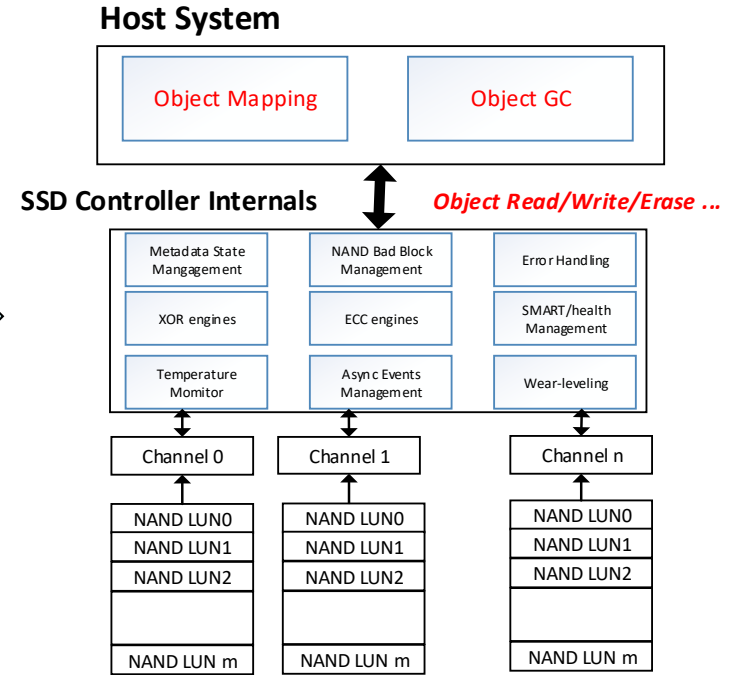 Host System
Object Mapping
Object GC
SSD Controller Internals
Object Read/Write/Erase ...
Metadata State
Mangagement
NAND Bad Block
Management
Error Handling
XOR engines
ECC engines
SMART/health
Management
Temperature
Momitor
Async Events
Management
Wear-leveling
Channel 0
Channel 1
Channel n
NAND LUN0
NAND LUN1
NAND LUN2
NAND LUN m
NAND LUN0
NAND LUN1
NAND LUN2
NAND LUN m
NAND LUN0
NAND LUN1
NAND LUN2
NAND LUN m